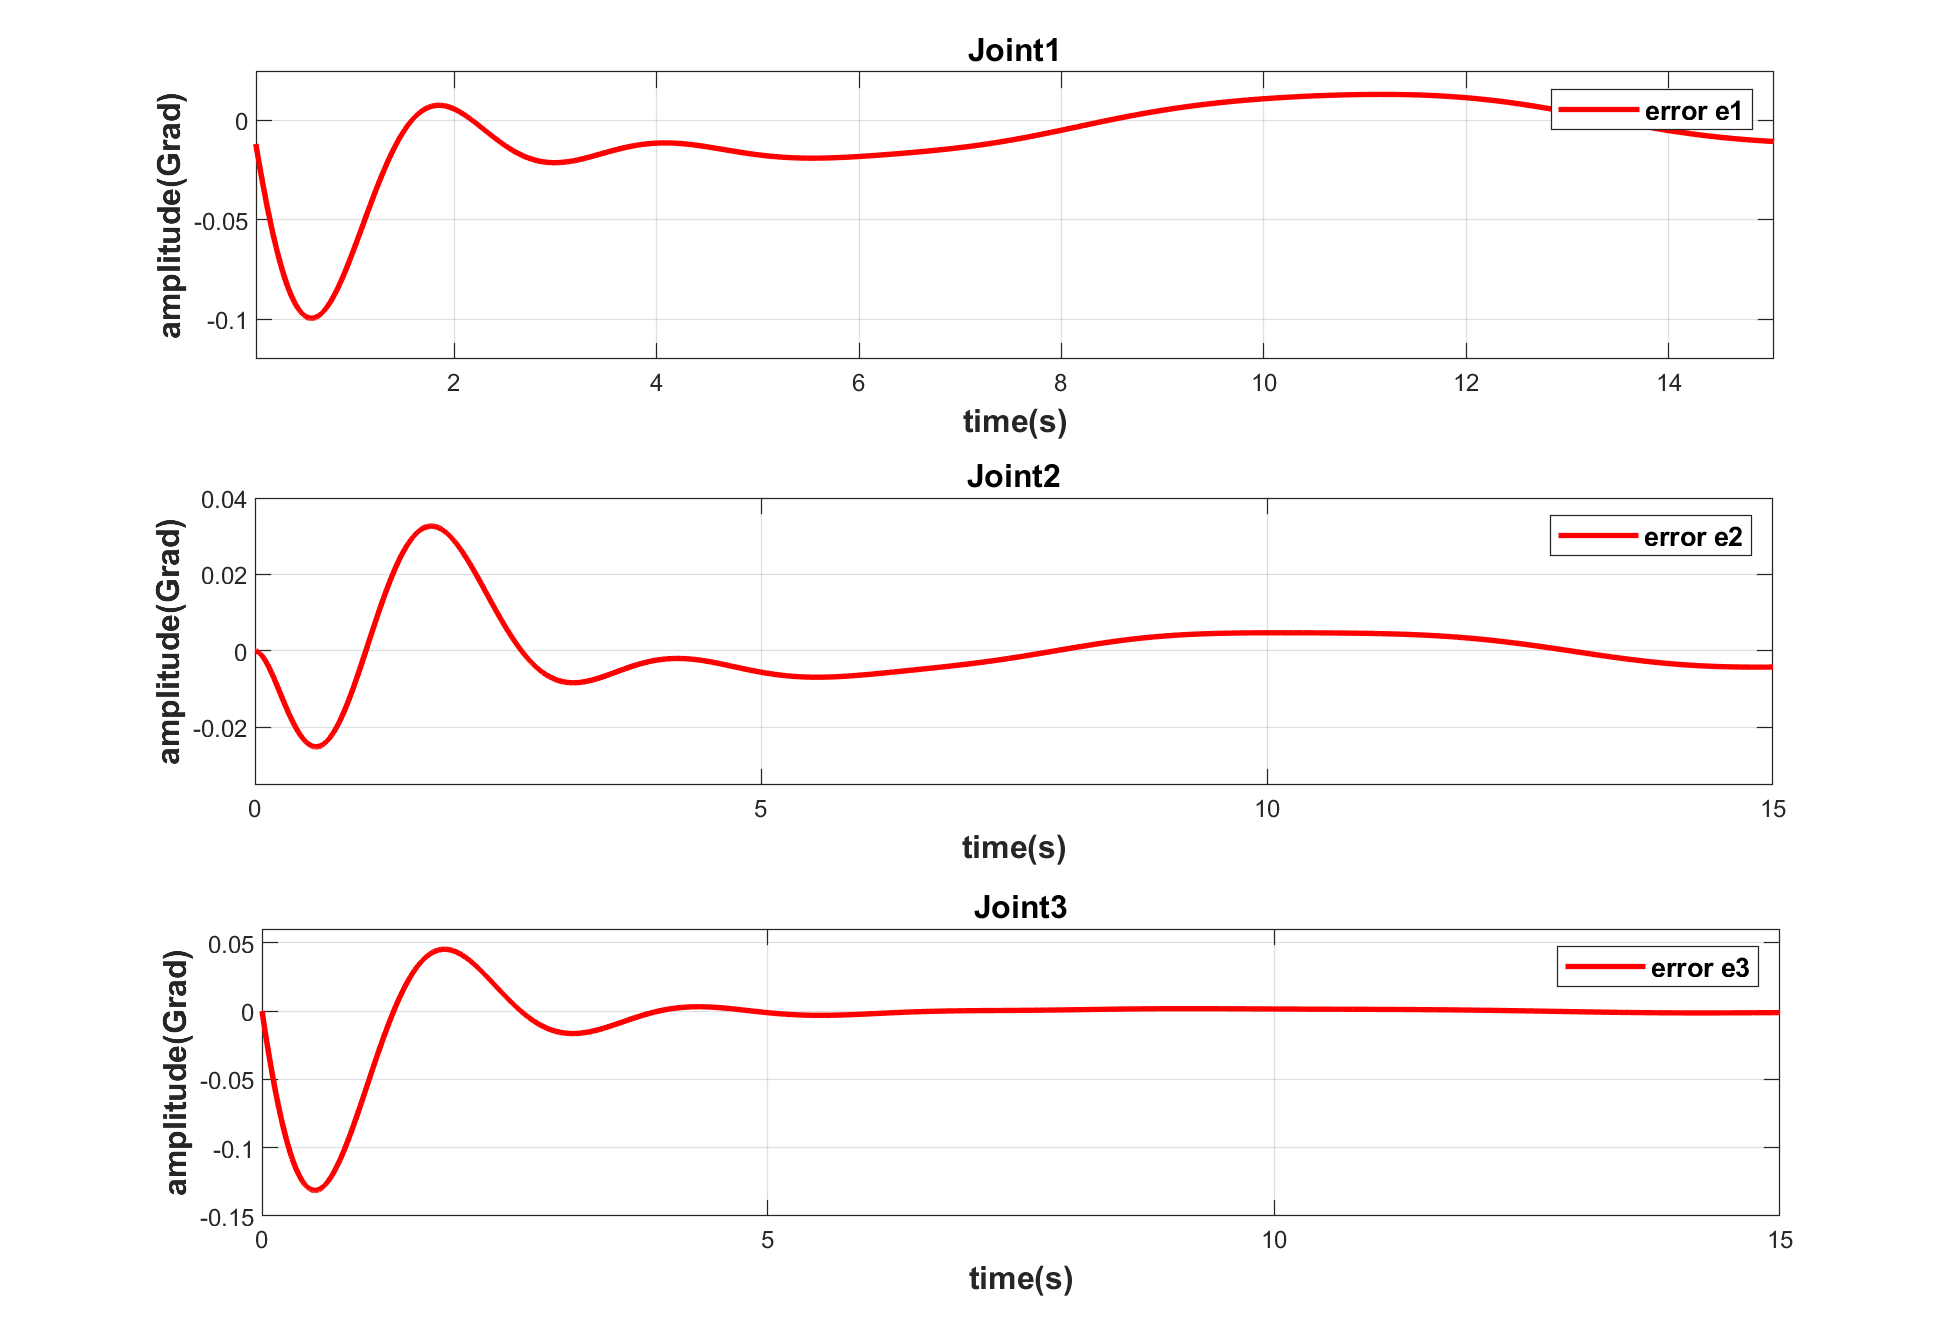 Joint1
amplitude(Grad)
0
-0.05
-0.1
error e1
2 4 6 8 10 12 14
time(s)
Joint2
amplitude(Grad)
0.04
0.02
0
-0.02
error e2
0 5 10 15
time(s)
Joint3
amplitude(Grad)
0.05
0
-0.05
-0.1
-0.15
error e3
0 5 10 15
time(s)